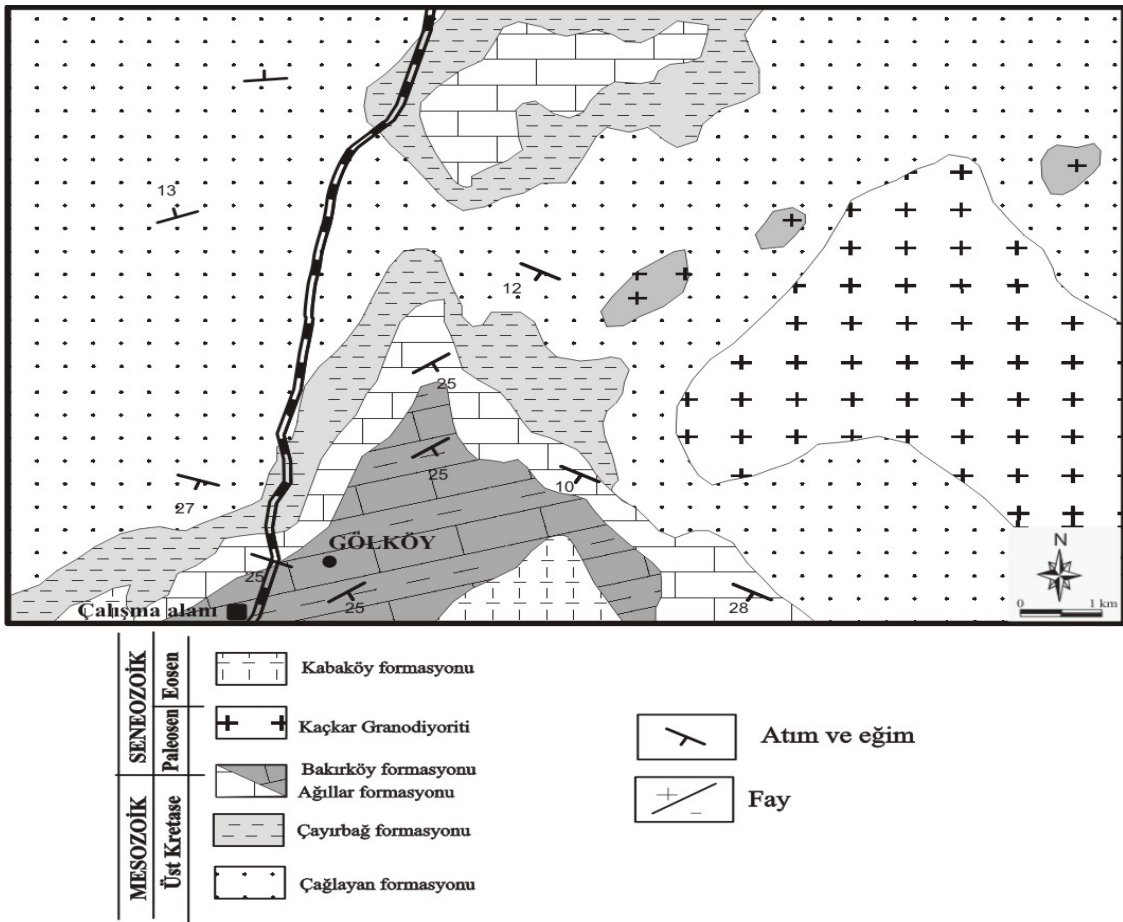 13
12
25
25
10
27
GÖLKÖY
25
25
28
Çalışma alanı
N
0 1 km
SENEOZOİK
Eosen
Paleosen
MESOZOİK
Üst Kretase
Kabaköy formasyonu
Kaçkar Granodiyoriti
Bakırköy formasyonu
Ağıllar formasyonu
Çayırbağ formasyonu
Çağlayan formasyonu
Atım ve eğim
Fay